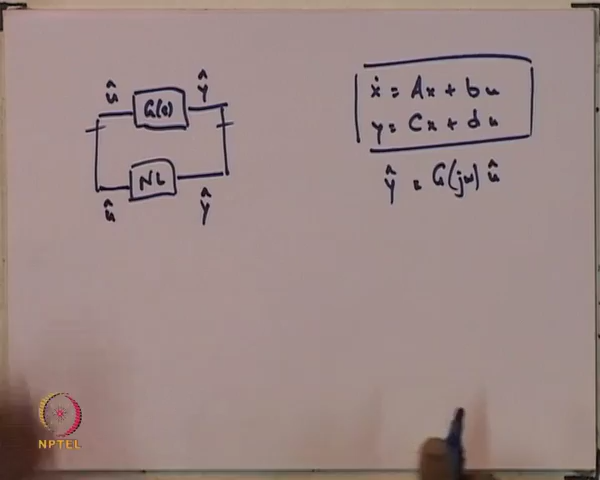 û ŷ
G(s)
NL
û ŷ
ẋ = Ax + bu
y = Cx + du
ŷ = G(jω) û
NPTEL